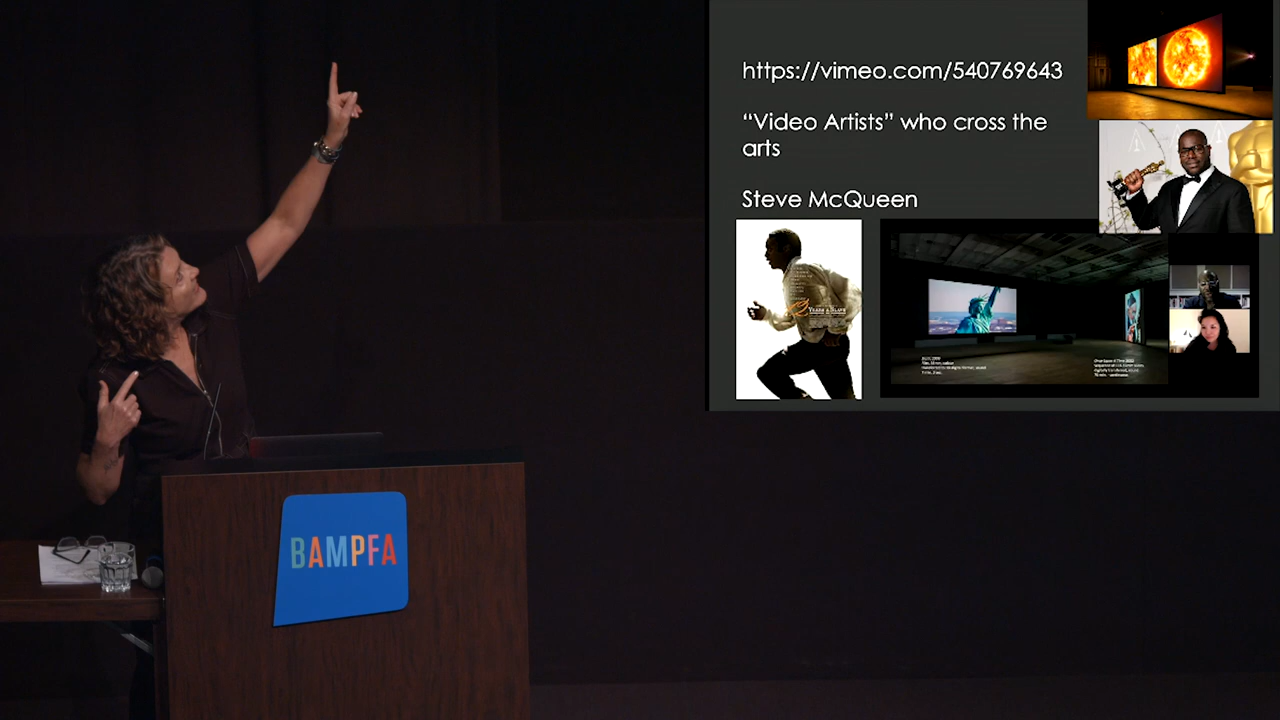 https://vimeo.com/540769643
“Video Artists” who cross the
arts
Steve McQueen
BAMPFA